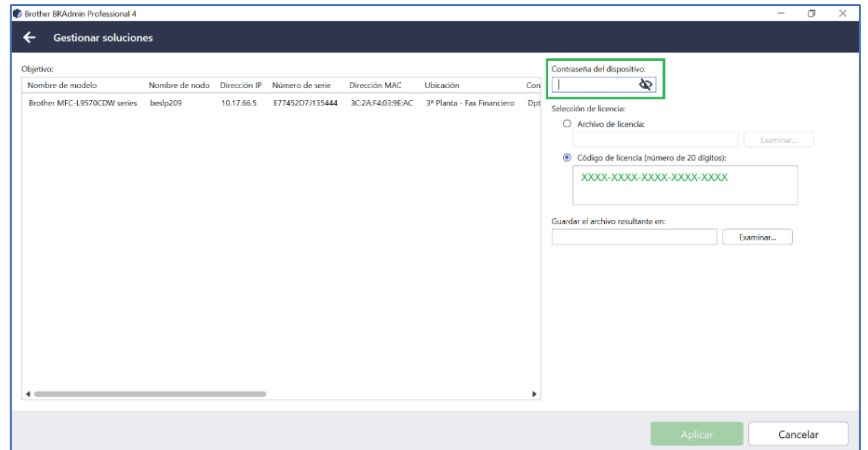 Brother BRAdmin Professional 4
Gestionar soluciones
Objetivo:
Nombre de modelo Nombre de nodo Dirección IP Número de serie Dirección MAC Ubicación Con
Brother MFC-L9570CDW series beslp209 10.17.66.5 E77452D7J135444 3C:2A:F4:03:9E:AC 3ª Planta - Fax Financiero Dpt
Contraseña del dispositivo:
Selección de licencia:
Archivo de licencia:
Examinar...
Código de licencia (número de 20 dígitos):
XXXX-XXXX-XXXX-XXXX-XXXX
Guardar el archivo resultante en:
Examinar...
Aplicar Cancelar